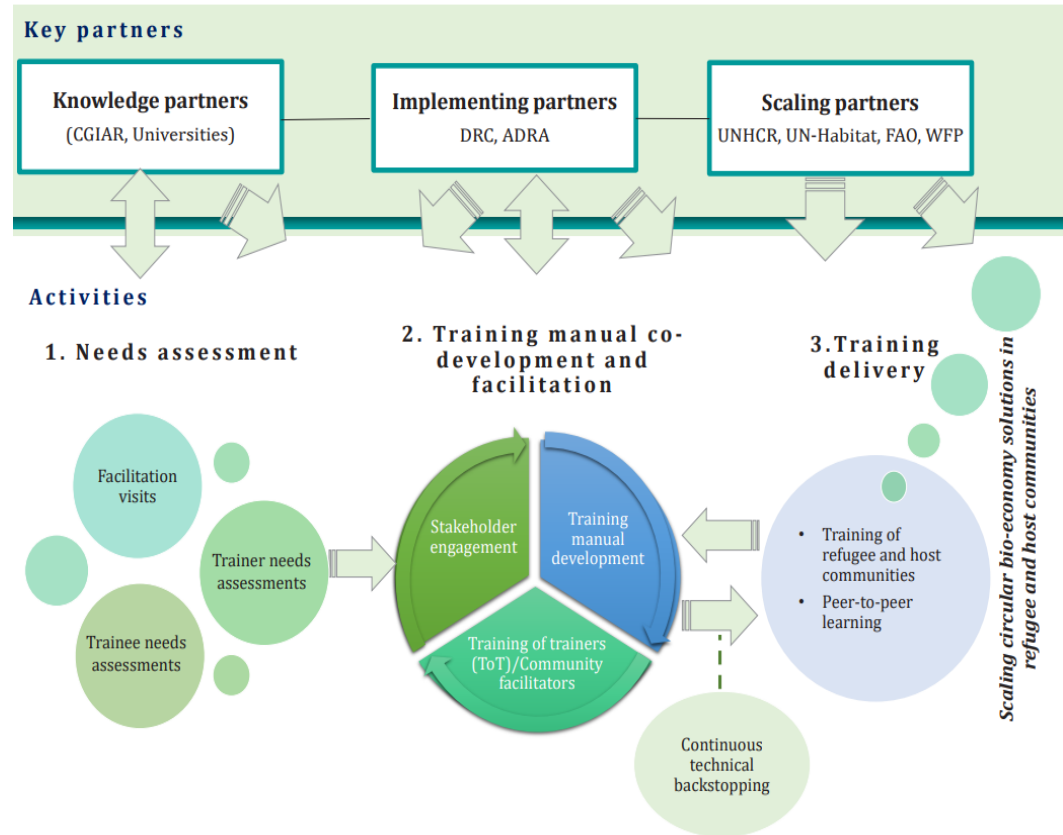 Key partners
Knowledge partners
(CGIAR, Universities)
Implementing partners
DRC, ADRA
Scaling partners
UNHCR, UN-Habitat, FAO, WFP
Activities
1. Needs assessment
2. Training manual co-
development and
facilitation
3.Training
delivery
Facilitation
visits
Trainer needs
assessments
Trainee needs
assessments
Stakeholder
engagement
Training
manual
development
Training of trainers
(ToT)/Community
facilitators
• Training of
refugee and host
communities
• Peer-to-peer
learning
Continuous
technical
backstopping
Scaling circular bio-economy solutions in
refugee and host communities